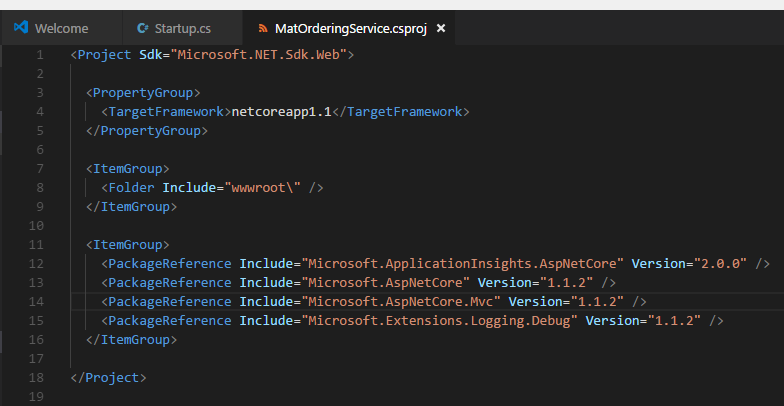 Welcome Startup.cs MatOrderingService.csproj
1 <Project Sdk="Microsoft.NET.Sdk.Web">
2
3 <PropertyGroup>
4 <TargetFramework>netcoreapp1.1</TargetFramework>
5 </PropertyGroup>
6
7 <ItemGroup>
8 <Folder Include="wwwroot\" />
9 </ItemGroup>
10
11 <ItemGroup>
12 <PackageReference Include="Microsoft.ApplicationInsights.AspNetCore" Version="2.0.0" />
13 <PackageReference Include="Microsoft.AspNetCore" Version="1.1.2" />
14 <PackageReference Include="Microsoft.AspNetCore.Mvc" Version="1.1.2" />
15 <PackageReference Include="Microsoft.Extensions.Logging.Debug" Version="1.1.2" />
16 </ItemGroup>
17
18 </Project>
19